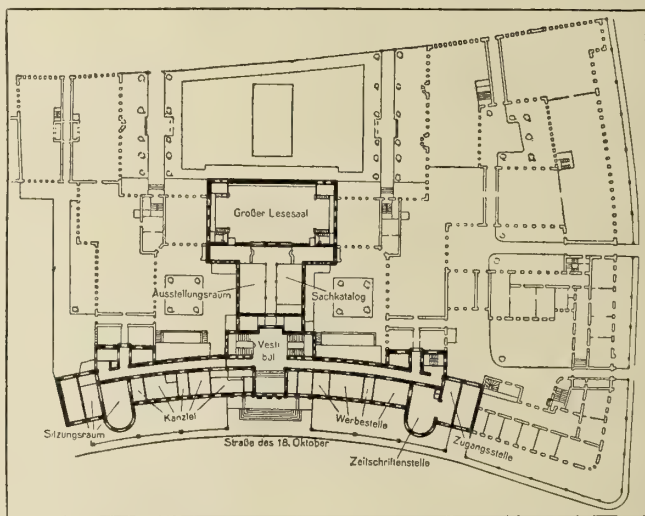 Großer Lesesaal
Ausstellungsraum
Sachkatalog
Vesti
bül
Sitzungsraum
Kanzlei
Werbestelle
Zeitschriftenstelle
Zugangsstelle
Straße des 18. Oktober